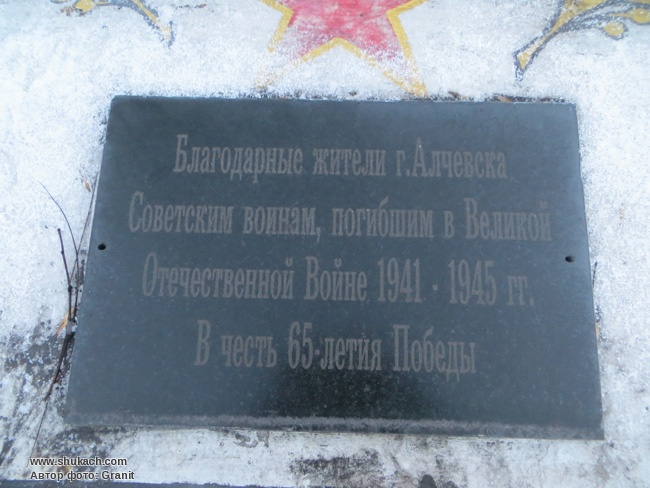 Благодарные жители г.Алчевска
Советским воинам, погибшим в Великой
Отечественной Войне 1941 - 1945 гг.
В честь 65-летия Победы
www.shukach.com
Автор фото: Granit